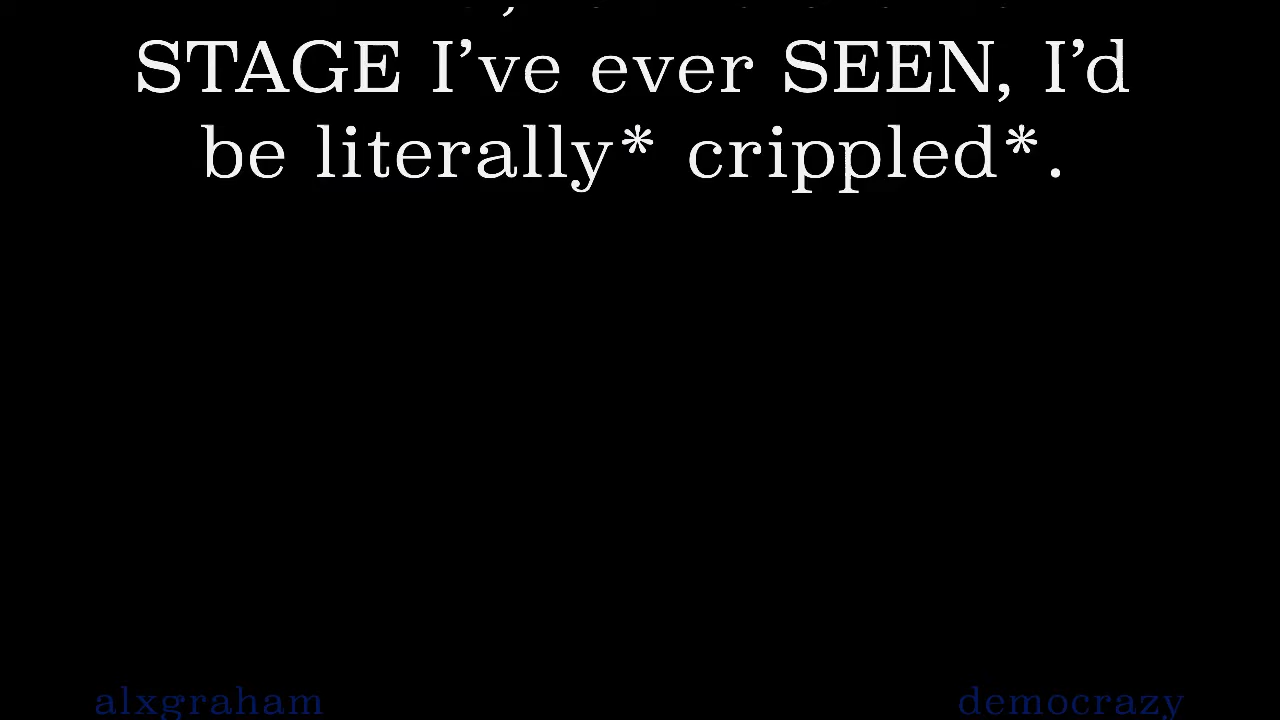 STAGE I’ve ever SEEN, I’d
be literally* crippled*.
alxgraham
democrazy